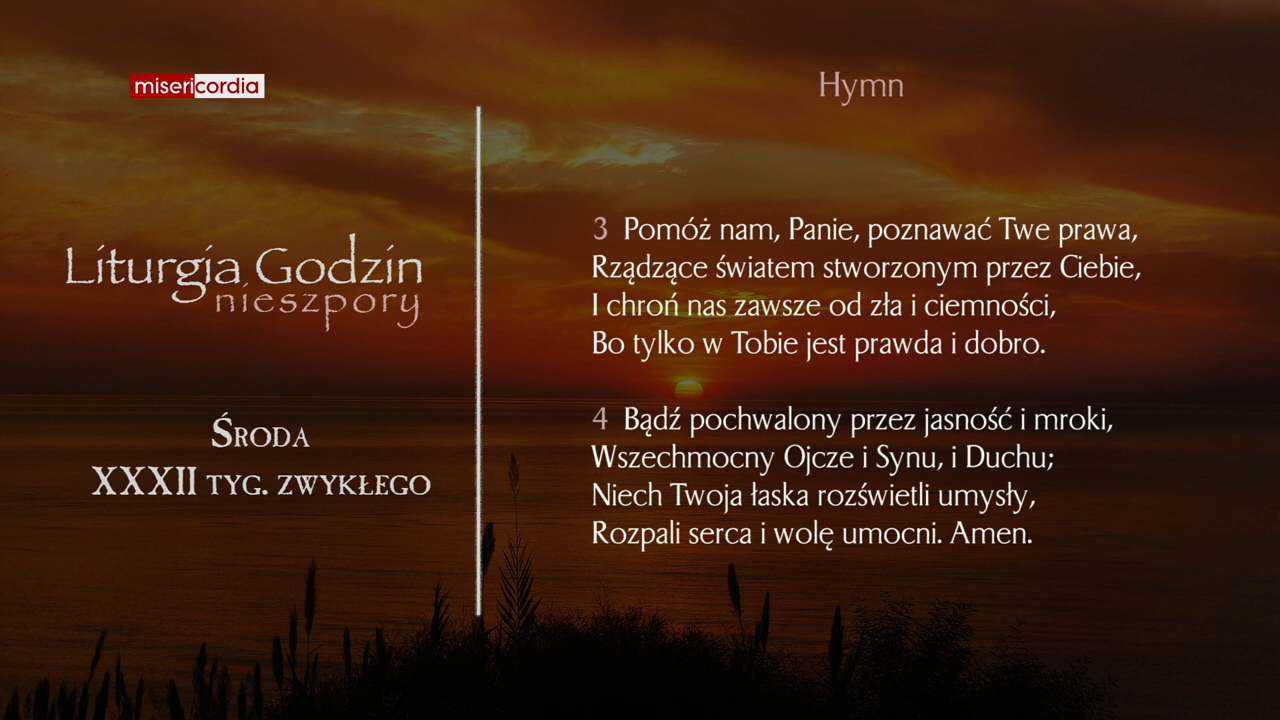 misericordia
Liturgia Godzin
nieszpory
Środa
XXXII tyg. zwykłego
Hymn
3 Pomóż nam, Panie, poznawać Twe prawa,
Rządzące światem stworzonym przez Ciebie,
I chroń nas zawsze od zła i ciemności,
Bo tylko w Tobie jest prawda i dobro.
4 Bądź pochwalony przez jasność i mroki,
Wszechmocny Ojcze i Synu, i Duchu;
Niech Twoja łaska rozświetli umysły,
Rozpali serca i wolę umocni. Amen.